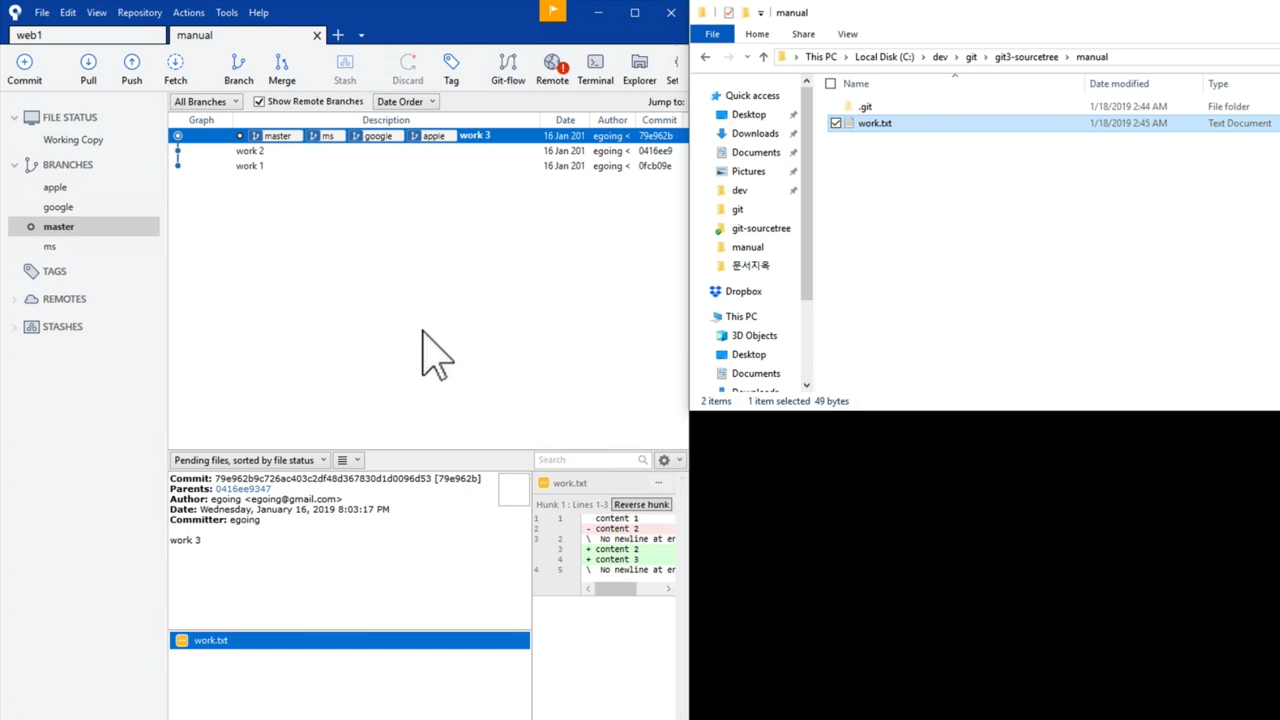 File Edit View Repository Actions Tools Help
web1
manual
Commit Pull Push Fetch Branch Merge Stash Discard Tag Git-flow Remote Terminal Explorer
All Branches Show Remote Branches Date Order Jump to:
Graph Description Date Author Commit
master ms google apple work 3 16 Jan 201 egoing < 79e962b
work 2 16 Jan 201 egoing < 0416ee9
work 1 16 Jan 201 egoing < 0fcb09e
FILE STATUS
Working Copy
BRANCHES
apple
google
master
ms
TAGS
REMOTES
STASHES
Pending files, sorted by file status
Search
Commit: 79e962b9c726ac403c2df48d367830d1d0096d53 [79e962b]
Parents: 0416ee9347
Author: egoing <egoing@gmail.com>
Date: Wednesday, January 16, 2019 8:03:17 PM
Committer: egoing
work 3
work.txt
work.txt
Hunk 1 : Lines 1-3 Reverse hunk
1 1 content 1
2 - content 2
3 2 \ No newline at er
3 + content 2
4 + content 3
4 5 \ No newline at er
manual
File Home Share View
This PC > Local Disk (C:) > dev > git > git3-sourcetree > manual
Name Date modified Type
.git 1/18/2019 2:44 AM File folder
work.txt 1/18/2019 2:45 AM Text Document
Quick access
Desktop
Downloads
Documents
Pictures
dev
git
git-sourcetree
manual
문서지옥
Dropbox
This PC
3D Objects
Desktop
Documents
2 items 1 item selected 49 bytes